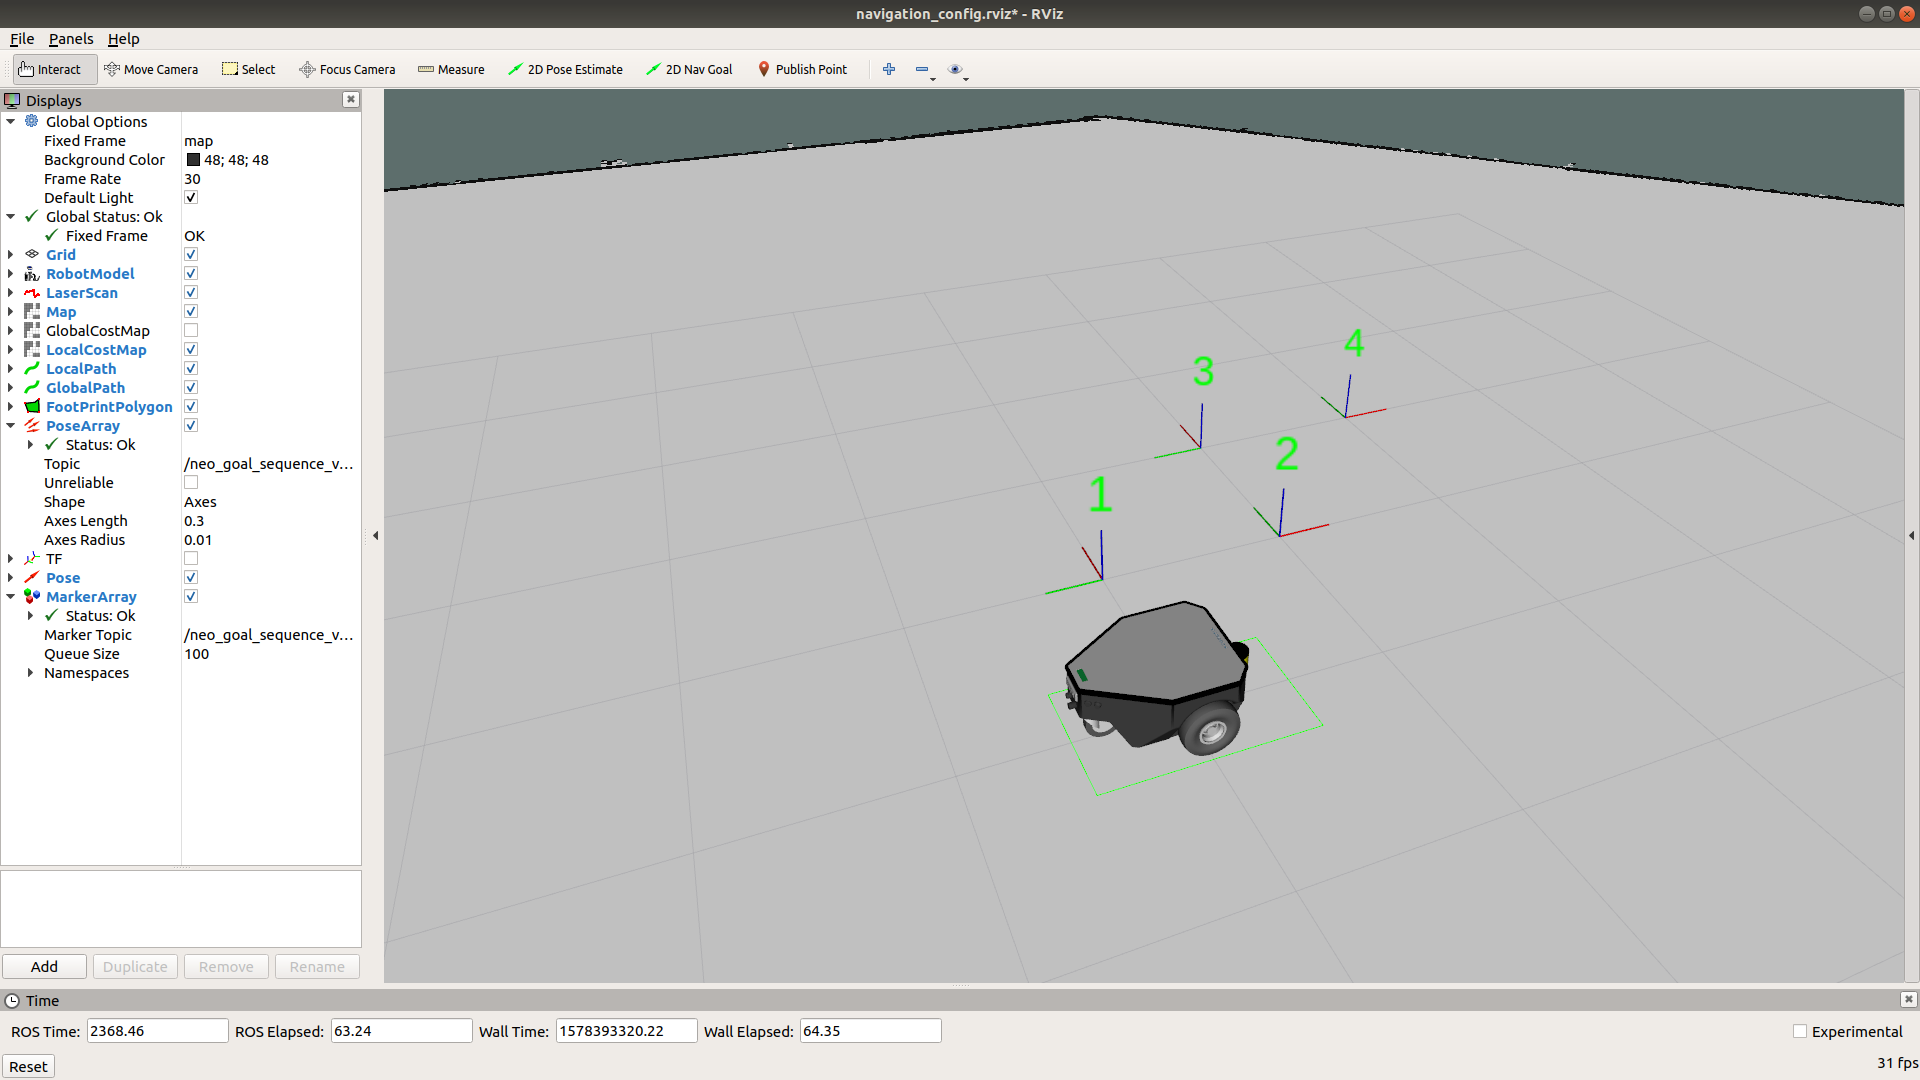 navigation_config.rviz* - RViz
File Panels Help
Interact Move Camera Select Focus Camera Measure 2D Pose Estimate 2D Nav Goal Publish Point
Displays
Global Options
Fixed Frame map
Background Color 48; 48; 48
Frame Rate 30
Default Light
Global Status: Ok
Fixed Frame OK
Grid
RobotModel
LaserScan
Map
GlobalCostMap
LocalCostMap
LocalPath
GlobalPath
FootPrintPolygon
PoseArray
Status: Ok
Topic /neo_goal_sequence_v...
Unreliable
Shape Axes
Axes Length 0.3
Axes Radius 0.01
TF
Pose
MarkerArray
Status: Ok
Marker Topic /neo_goal_sequence_v...
Queue Size 100
Namespaces
Add Duplicate Remove Rename
4
3
2
1
Time
ROS Time: 2368.46 ROS Elapsed: 63.24 Wall Time: 1578393320.22 Wall Elapsed: 64.35 Experimental
Reset 31 fps